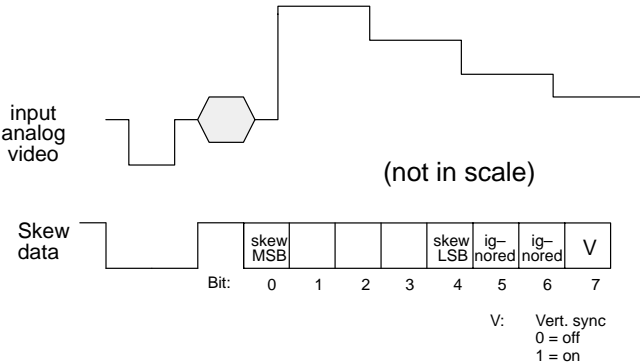 input
analog
video
(not in scale)
Skew
data
skew
MSB
skew
LSB
ig–
nored
ig–
nored
V
Bit: 0 1 2 3 4 5 6 7
V: Vert. sync
0 = off
1 = on